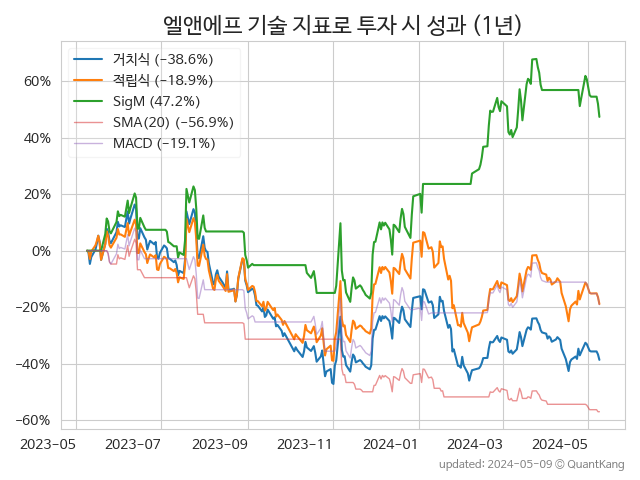 엘앤에프 기술 지표로 투자 시 성과 (1년)
거치식 (−38.6%)
적립식 (−18.9%)
SigM (47.2%)
SMA(20) (−56.9%)
MACD (−19.1%)
60%
40%
20%
0%
−20%
−40%
−60%
2023-05 2023-07 2023-09 2023-11 2024-01 2024-03 2024-05
updated: 2024-05-09 © QuantKang